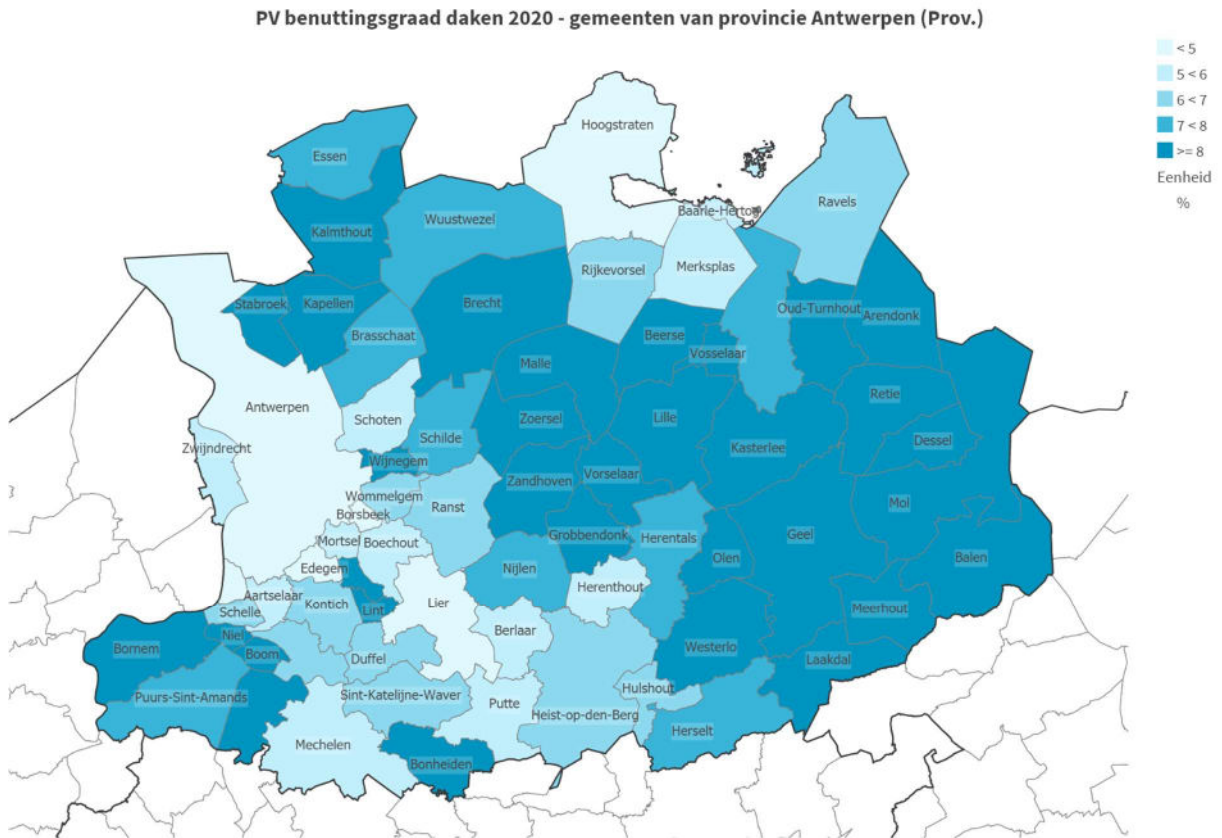 PV benuttingsgraad daken 2020 - gemeenten van provincie Antwerpen (Prov.)
< 5
5 < 6
6 < 7
7 < 8
>= 8
Eenheid
%
Hoogstraten
Essen
Ravels
Baarle-Hertog
Wuustwezel
Kalmthout
Rijkevorsel
Merksplas
Stabroek
Kapellen
Brecht
Oud-Turnhout
Arendonk
Brasschaat
Beerse
Vosselaar
Malle
Retie
Antwerpen
Schoten
Zoersel
Lille
Schilde
Dessel
Zwijndrecht
Kasterlee
Wijnegem
Zandhoven
Vorselaar
Wommelgem
Ranst
Mol
Borsbeek
Grobbendonk
Herentals
Geel
Mortsel
Boechout
Olen
Balen
Edegem
Nijlen
Herenthout
Aartselaar
Kontich
Lier
Schelle
Lint
Meerhout
Niel
Berlaar
Bornem
Boom
Duffel
Westerlo
Laakdal
Puurs-Sint-Amands
Sint-Katelijne-Waver
Hulshout
Putte
Heist-op-den-Berg
Herselt
Mechelen
Bonheiden